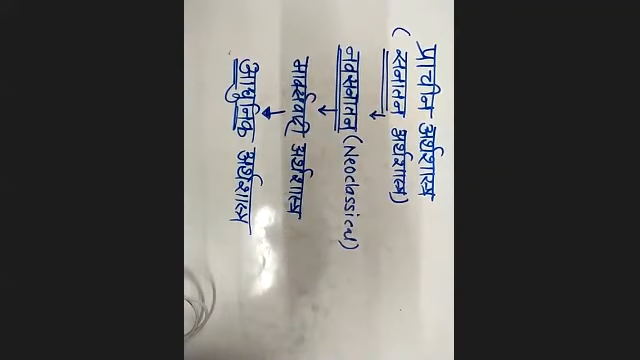 प्राचीन अर्थशास्त्र
( सनातन अर्थशास्त्र)
नवसनातन (Neoclassical)
मार्क्सवादी अर्थशास्त्र
आधुनिक अर्थशास्त्र